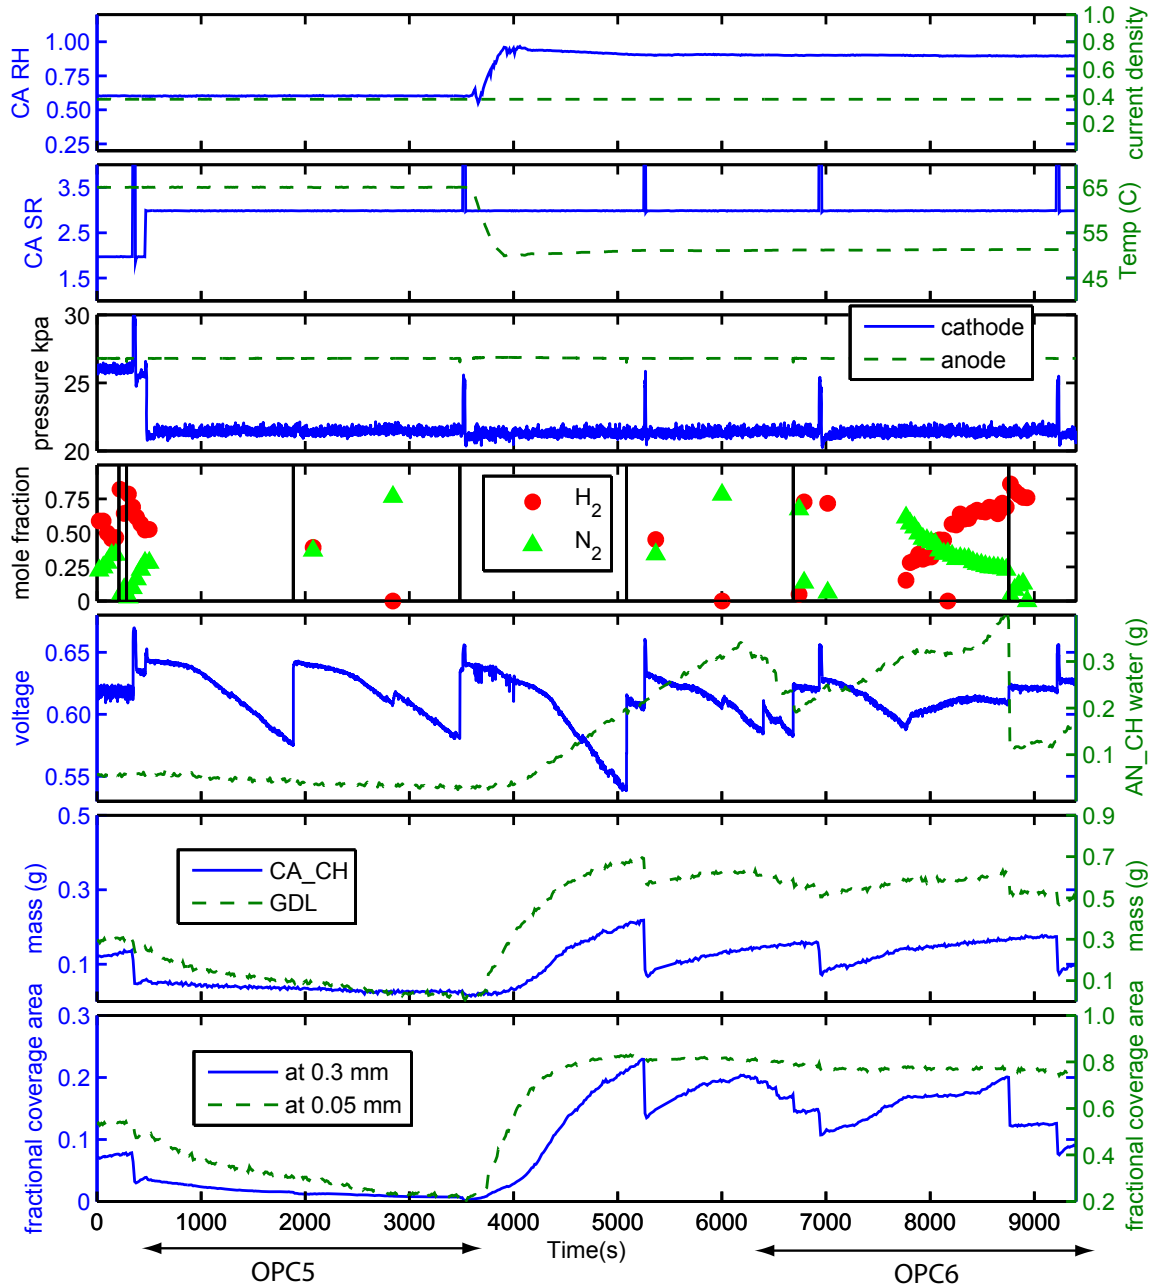 CA RH
1.00
0.75
0.50
0.25
1.0
0.8
0.6
0.4
0.2
current density
CA SR
3.5
2.5
1.5
65
55
45
Temp (C)
pressure kpa
30
25
20
cathode
anode
mole fraction
0.75
0.50
0.25
0
H2
N2
voltage
0.65
0.60
0.55
0.3
0.2
0.1
AN_CH water (g)
mass (g)
0.5
0.3
0.1
CA_CH
GDL
0.9
0.7
0.5
0.3
0.1
mass (g)
fractional coverage area
0.3
0.2
0.1
0
at 0.3 mm
at 0.05 mm
1.0
0.8
0.6
0.4
0.2
fractional coverage area
0 1000 2000 3000 4000 5000 6000 7000 8000 9000
Time(s)
OPC5 OPC6